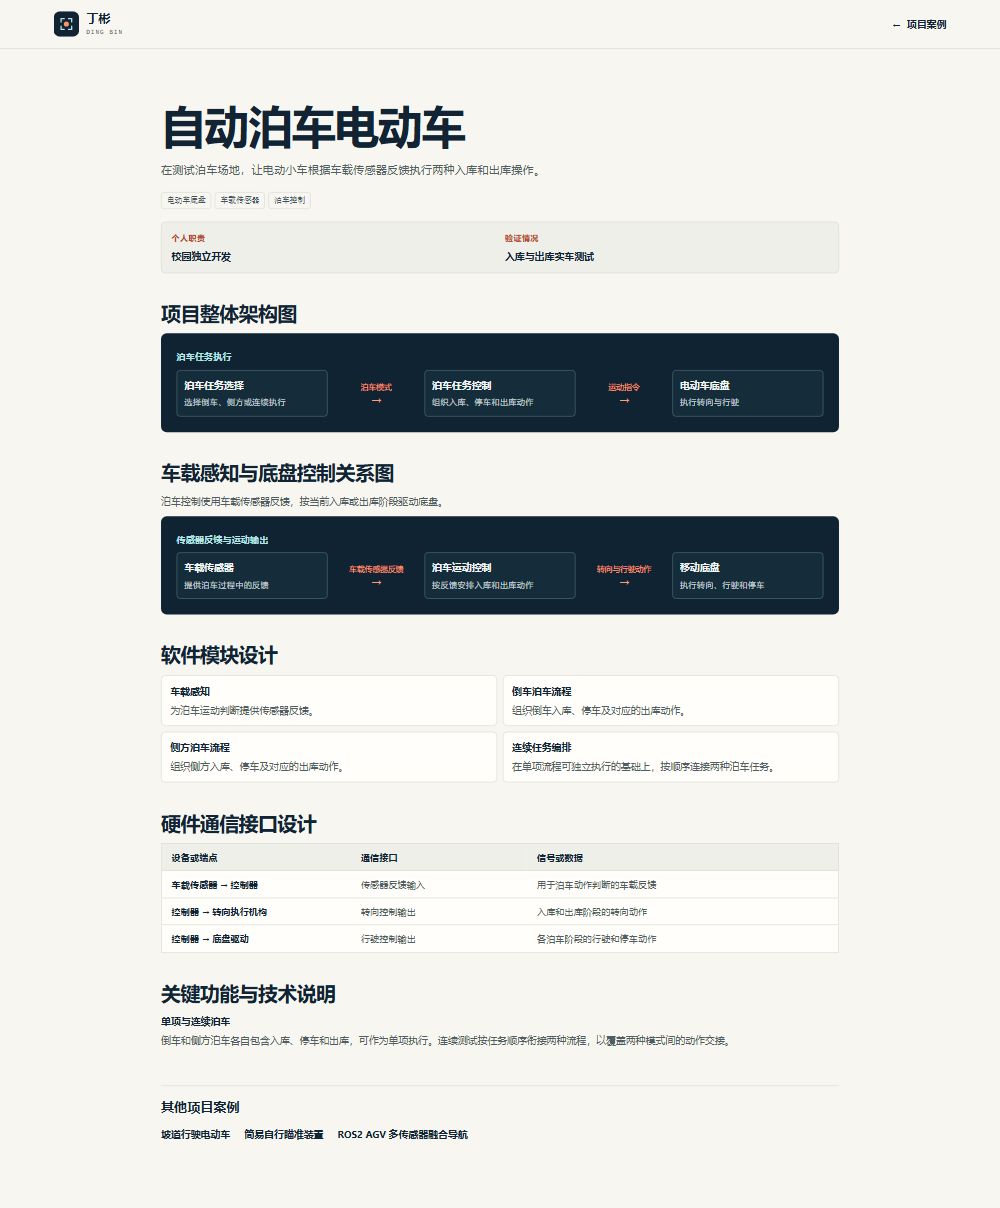 丁彬
DING BIN
← 项目案例
自动泊车电动车
在测试泊车场地，让电动小车根据车载传感器反馈执行两种入库和出库操作。
电动车底盘 车载传感器 泊车控制
个人职责 验证情况
校园独立开发 入库与出库实车测试
项目整体架构图
泊车任务执行
泊车任务选择
选择倒车、侧方或连续执行
泊车模式
→
泊车任务控制
组织入库、停车和出库动作
运动指令
→
电动车底盘
执行转向与行驶
车载感知与底盘控制关系图
泊车控制使用车载传感器反馈，按当前入库或出库阶段驱动底盘。
传感器反馈与运动输出
车载传感器
提供泊车过程中的反馈
车载传感器反馈
→
泊车运动控制
按反馈安排入库和出库动作
转向与行驶动作
→
移动底盘
执行转向、行驶和停车
软件模块设计
车载感知
为泊车运动判断提供传感器反馈。
倒车泊车流程
组织倒车入库、停车及对应的出库动作。
侧方泊车流程
组织侧方入库、停车及对应的出库动作。
连续任务编排
在单项流程可独立执行的基础上，按顺序连接两种泊车任务。
硬件通信接口设计
设备或端点 通信接口 信号或数据
车载传感器 → 控制器 传感器反馈输入 用于泊车动作判断的车载反馈
控制器 → 转向执行机构 转向控制输出 入库和出库阶段的转向动作
控制器 → 底盘驱动 行驶控制输出 各泊车阶段的行驶和停车动作
关键功能与技术说明
单项与连续泊车
倒车和侧方泊车各自包含入库、停车和出库，可作为单项执行。连续测试按任务顺序衔接两种流程，以覆盖两种模式间的动作交接。
其他项目案例
坡道行驶电动车 简易自行瞄准装置 ROS2 AGV 多传感器融合导航